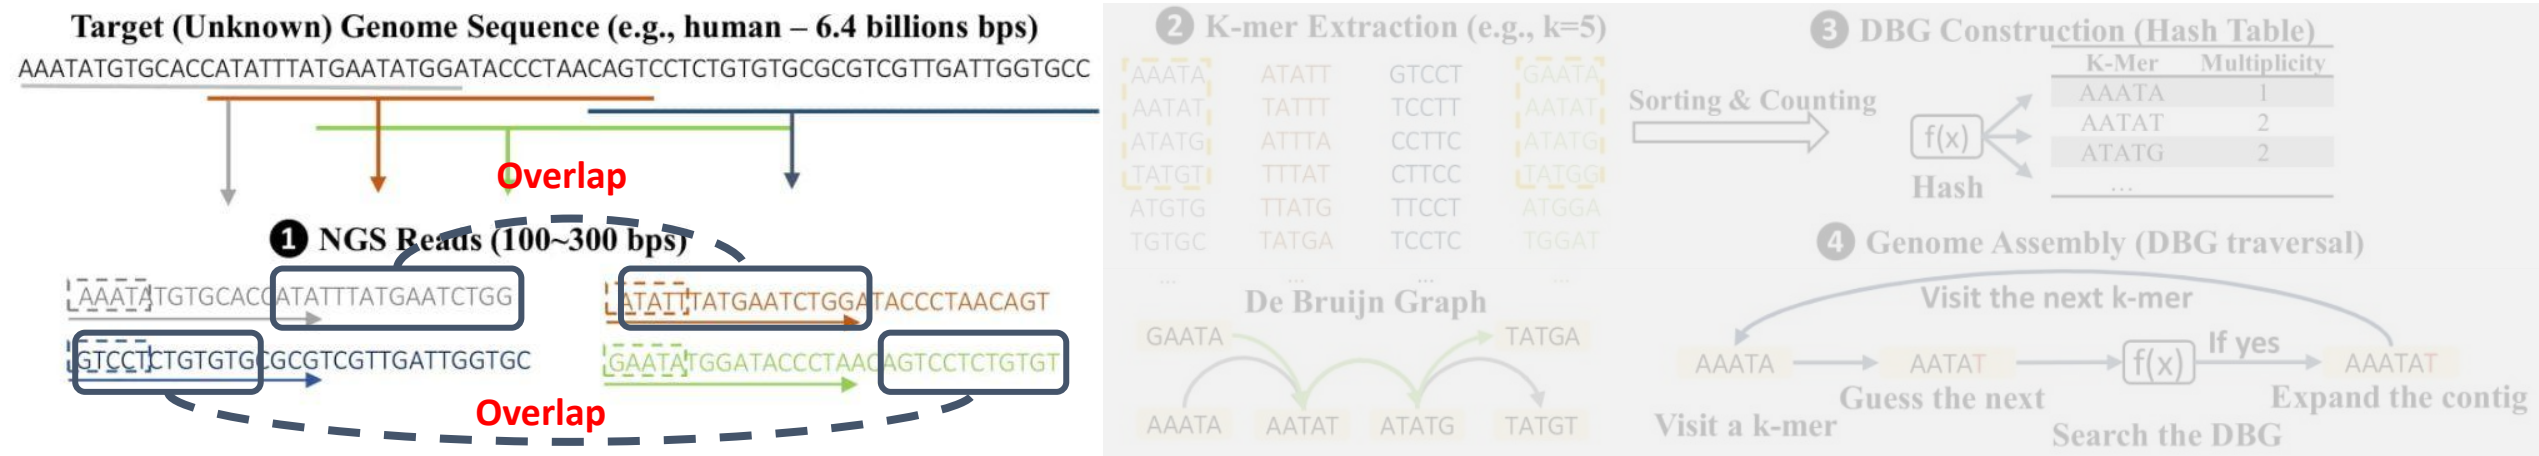 Target (Unknown) Genome Sequence (e.g., human – 6.4 billions bps)
AAATATGTGCACCATATTTATGAATATGGATACCCTAACAGTCCTCTGTGTGCGCGTCGTTGATTGGTGCC
Overlap
❶ NGS Reads (100~300 bps)
AAATATGTGCACCATATTTATGAATCTGG
ATATTTATGAATCTGGATACCCTAACAGT
GTCCTCTGTGTGCGCGTCGTTGATTGGTGC
GAATATGGATACCCTAACAGTCCTCTGTGT
Overlap
❷ K-mer Extraction (e.g., k=5)
AAATA ATATT GTCCT GAATA
AATAT TATTT TCCTT AATAT
ATATG ATTTA CCTTC ATATG
TATGT TTTAT CTTCC TATGG
ATGTG TTATG TTCCT ATGGA
TGTGC TATGA TCCTC TGGAT
... ... ... ...
De Bruijn Graph
GAATA TATGA
AAATA AATAT ATATG TATGT
Sorting & Counting
❸ DBG Construction (Hash Table)
f(x)
Hash
K-Mer Multiplicity
AAATA 1
AATAT 2
ATATG 2
...
❹ Genome Assembly (DBG traversal)
Visit the next k-mer
AAATA AATAT f(x) If yes AAATAT
Visit a k-mer
Guess the next
Search the DBG
Expand the contig